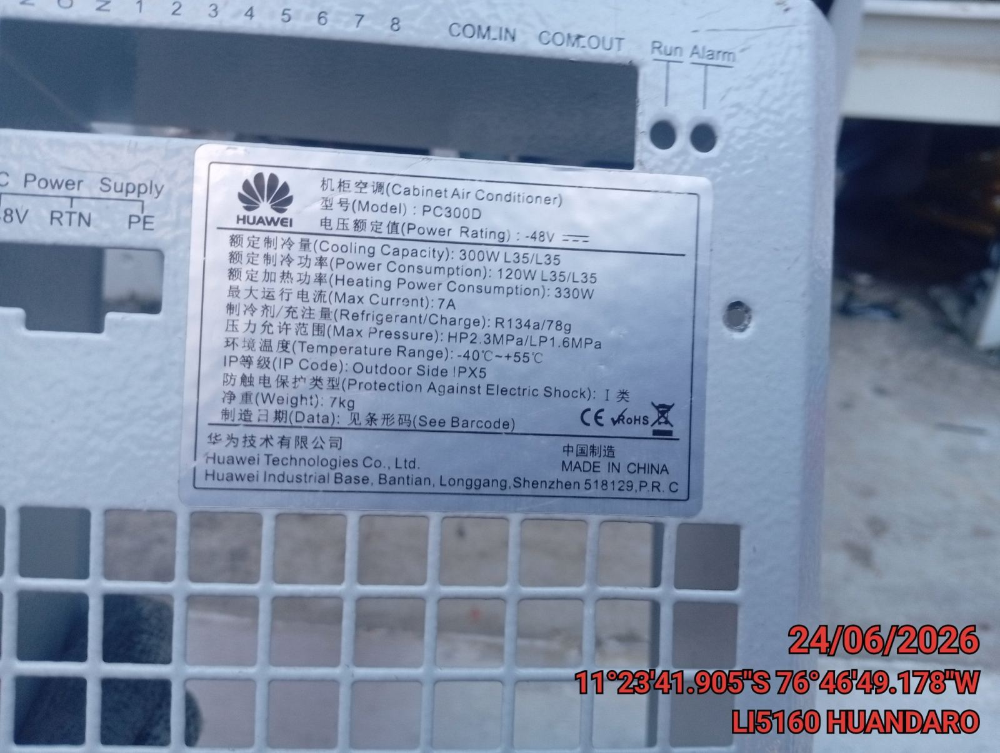 1 2 3 4 5 6 7 8 COM_IN COM_OUT Run Alarm
Power Supply
8V RTN PE
HUAWEI
机柜空调(Cabinet Air Conditioner)
型号(Model) : PC300D
电压额定值(Power Rating) : -48V
额定制冷量(Cooling Capacity): 300W L35/L35
额定制冷功率(Power Consumption): 120W L35/L35
额定加热功率(Heating Power Consumption): 330W
最大运行电流(Max Current): 7A
制冷剂/充注量(Refrigerant/Charge): R134a/78g
压力允许范围(Max Pressure): HP2.3MPa/LP1.6MPa
环境温度(Temperature Range): -40℃~+55℃
IP等级(IP Code): Outdoor Side IPX5
防触电保护类型(Protection Against Electric Shock): I 类
净重(Weight): 7kg
制造日期(Data): 见条形码(See Barcode)
CE RoHS
华为技术有限公司
Huawei Technologies Co., Ltd.
中国制造
MADE IN CHINA
Huawei Industrial Base, Bantian, Longgang,Shenzhen 518129,P.R. C
24/06/2026
11°23'41.905"S 76°46'49.178"W
LI5160 HUANDARO